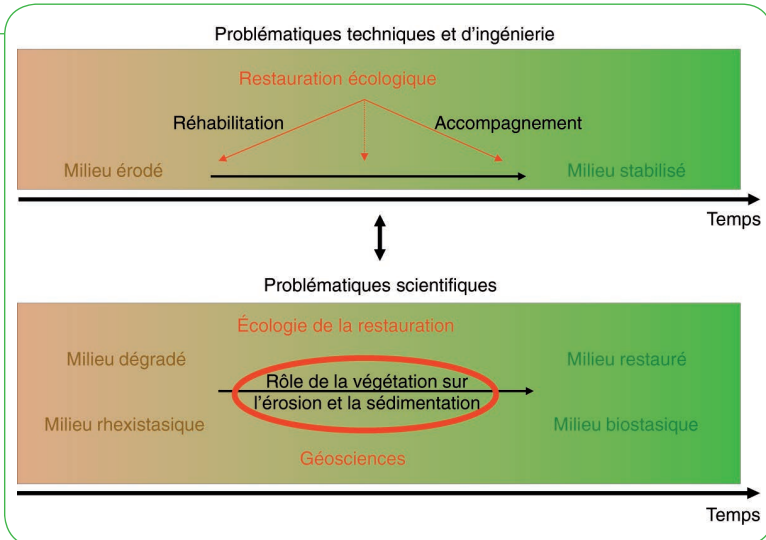 Problématiques techniques et d'ingénierie
Restauration écologique
Réhabilitation
Accompagnement
Milieu érodé
Milieu stabilisé
Temps
Problématiques scientifiques
Écologie de la restauration
Milieu dégradé
Milieu restauré
Rôle de la végétation sur
l'érosion et la sédimentation
Milieu rhexistasique
Milieu biostasique
Géosciences
Temps